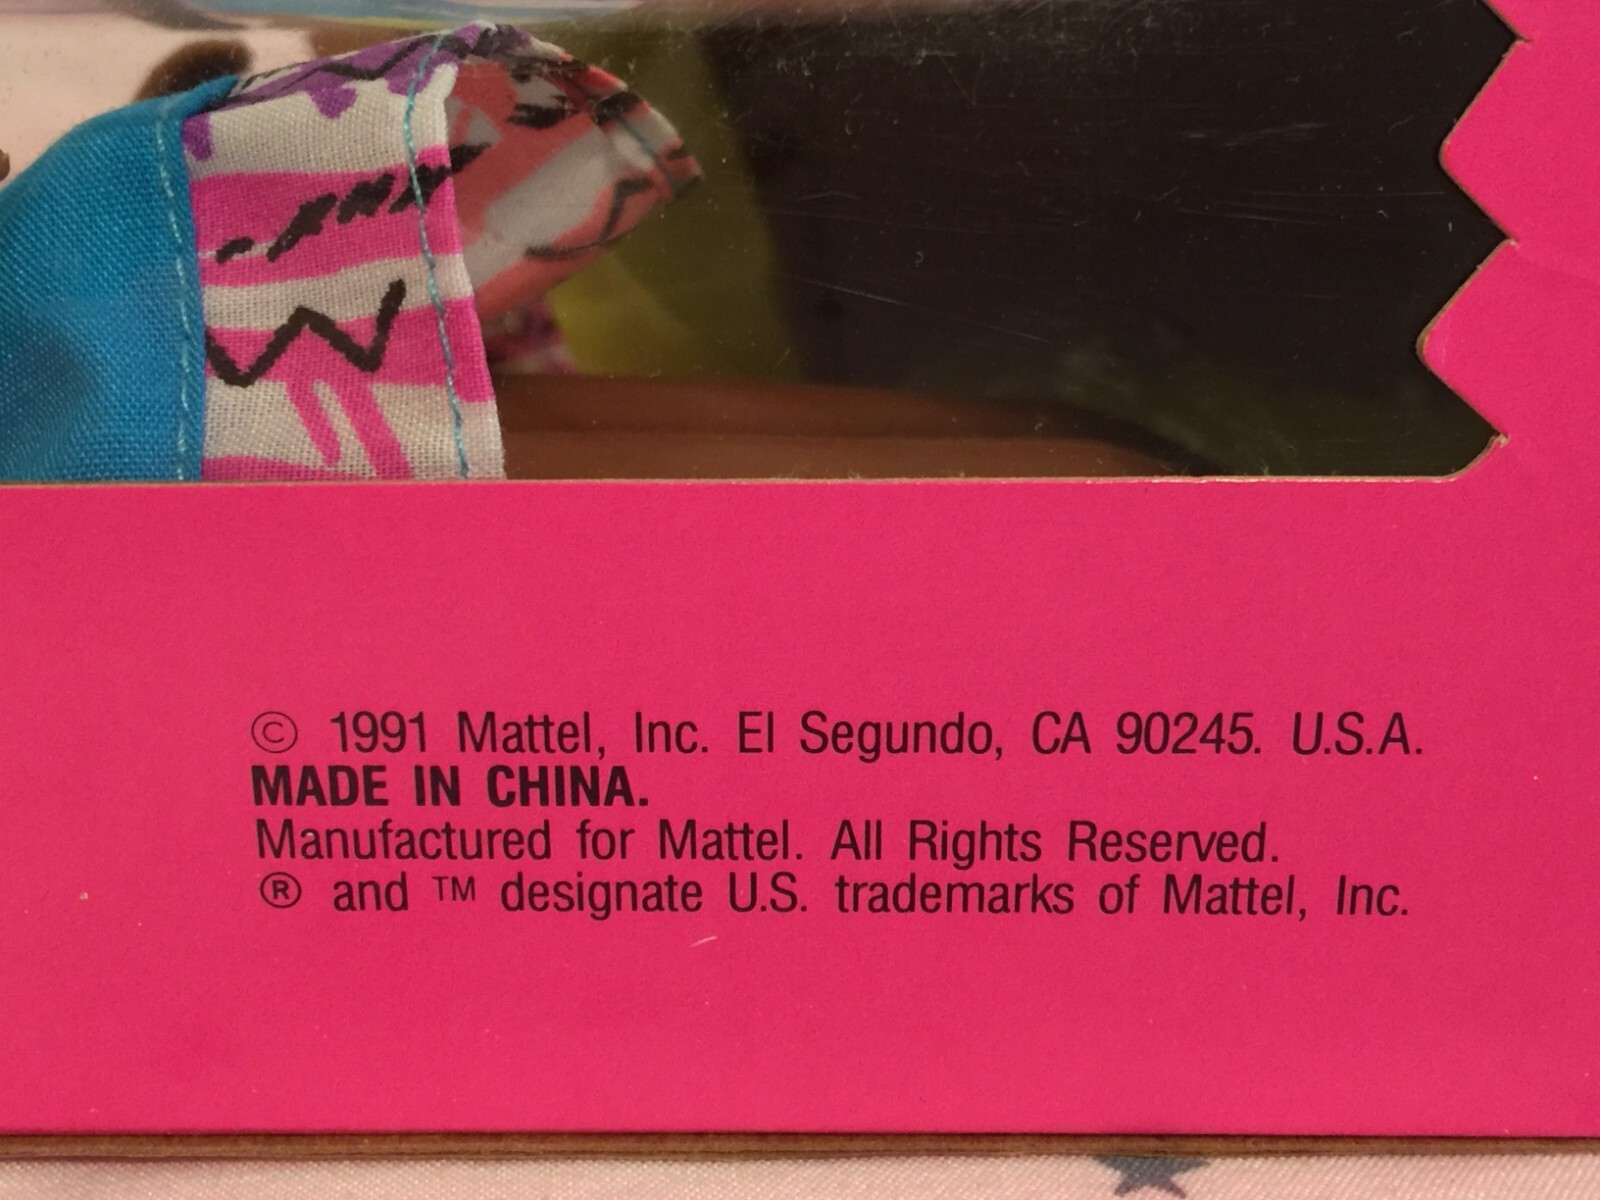 © 1991 Mattel, Inc. El Segundo, CA 90245. U.S.A.
MADE IN CHINA.
Manufactured for Mattel. All Rights Reserved.
® and ™ designate U.S. trademarks of Mattel, Inc.